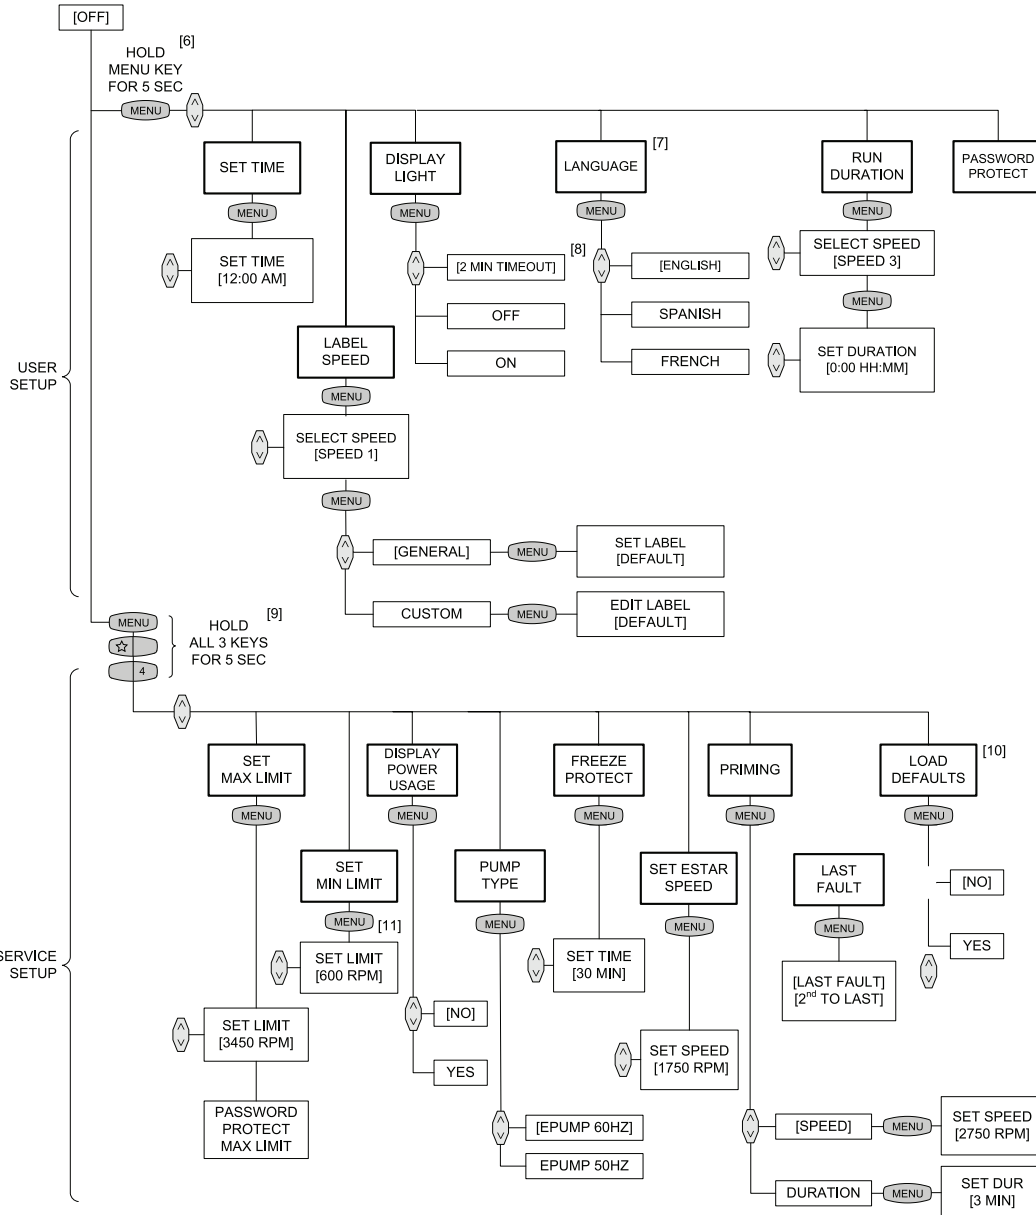 [OFF]
[6]
HOLD
MENU KEY
FOR 5 SEC
MENU
USER
SETUP
SET TIME
MENU
SET TIME
[12:00 AM]
LABEL
SPEED
MENU
SELECT SPEED
[SPEED 1]
MENU
[GENERAL]
MENU
SET LABEL
[DEFAULT]
CUSTOM
MENU
EDIT LABEL
[DEFAULT]
DISPLAY
LIGHT
MENU
[2 MIN TIMEOUT]
OFF
ON
LANGUAGE
[7]
MENU
[8]
[ENGLISH]
SPANISH
FRENCH
RUN
DURATION
MENU
SELECT SPEED
[SPEED 3]
MENU
SET DURATION
[0:00 HH:MM]
PASSWORD
PROTECT
MENU
4
HOLD
ALL 3 KEYS
FOR 5 SEC
[9]
SERVICE
SETUP
SET
MAX LIMIT
MENU
SET LIMIT
[3450 RPM]
PASSWORD
PROTECT
MAX LIMIT
SET
MIN LIMIT
MENU
[11]
SET LIMIT
[600 RPM]
DISPLAY
POWER
USAGE
MENU
[NO]
YES
PUMP
TYPE
MENU
[EPUMP 60HZ]
EPUMP 50HZ
FREEZE
PROTECT
MENU
SET TIME
[30 MIN]
SET ESTAR
SPEED
MENU
SET SPEED
[1750 RPM]
PRIMING
MENU
[SPEED]
MENU
SET SPEED
[2750 RPM]
DURATION
MENU
SET DUR
[3 MIN]
LAST
FAULT
MENU
[LAST FAULT]
[2nd TO LAST]
LOAD
DEFAULTS
[10]
MENU
[NO]
YES